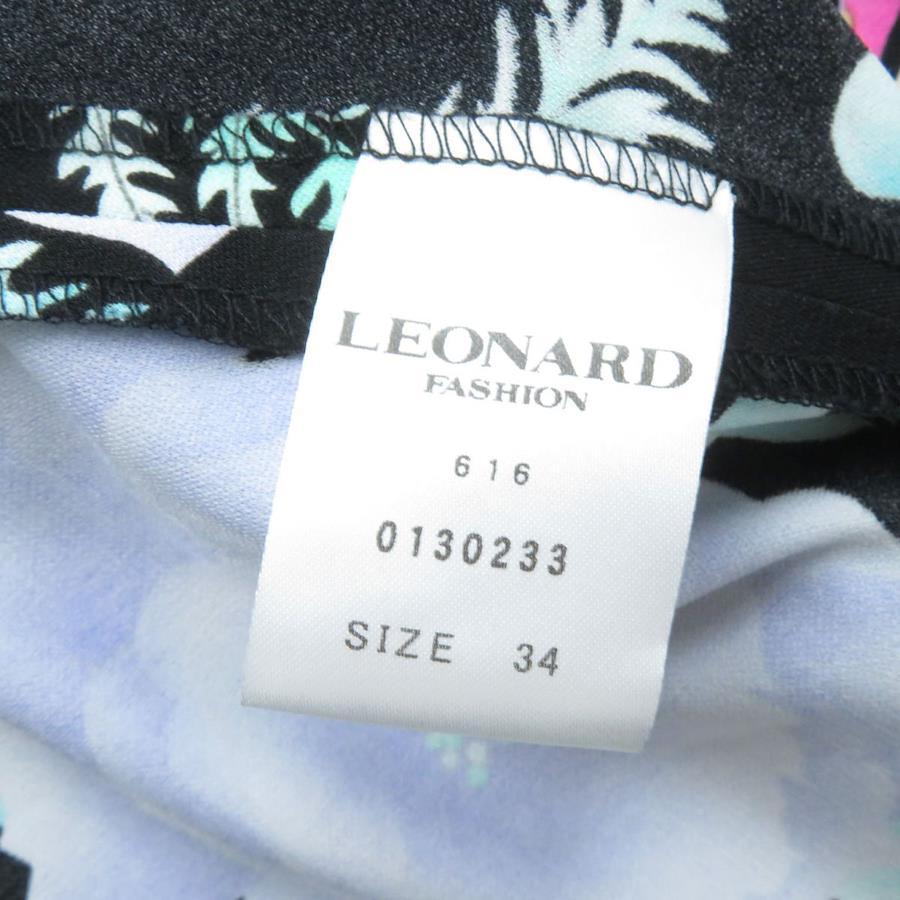 LEONARD
FASHION
616
0130233
SIZE 34